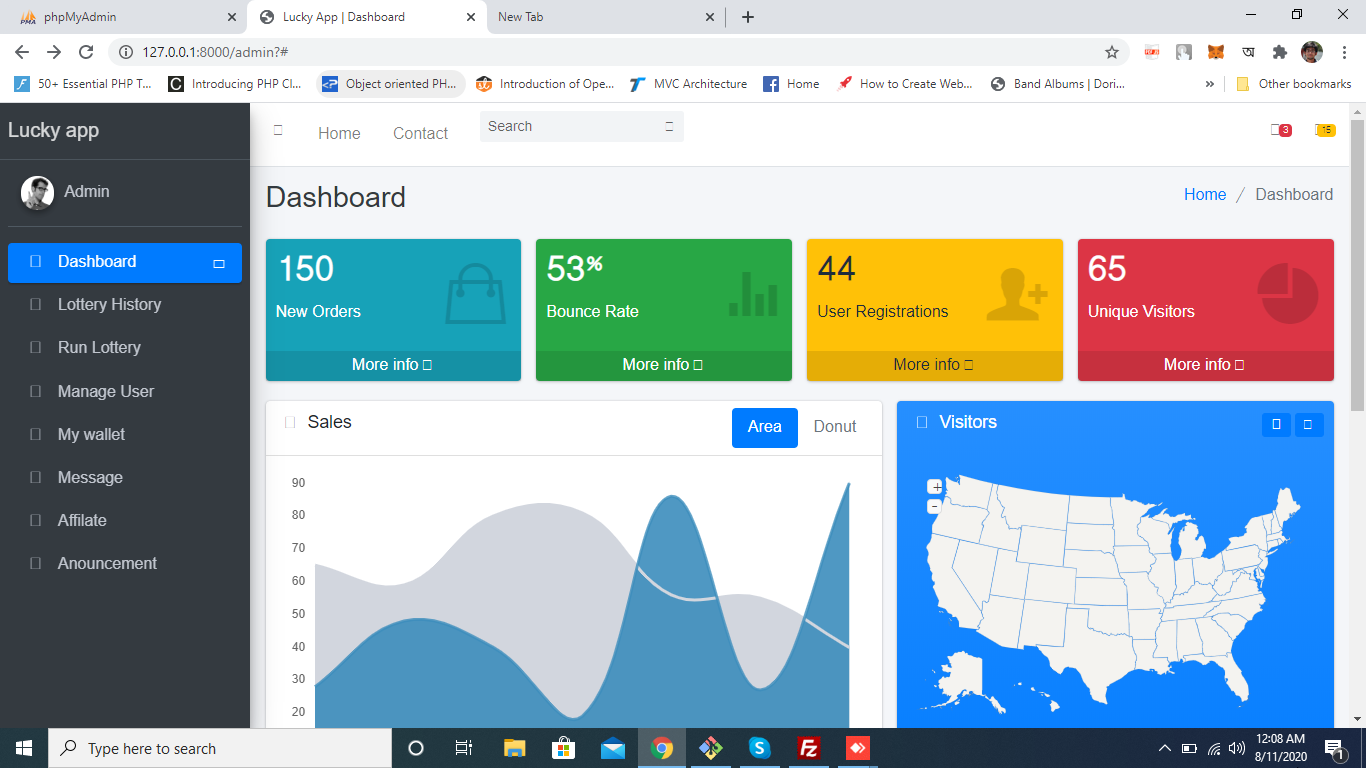 phpMyAdmin
Lucky App | Dashboard
New Tab
127.0.0.1:8000/admin?#
অ
50+ Essential PHP T...
Introducing PHP Cl...
Object oriented PH...
Introduction of Ope...
MVC Architecture
Home
How to Create Web...
Band Albums | Dori...
»
Other bookmarks
Lucky app
Home
Contact
Search
3
15
Admin
Dashboard
Home / Dashboard
Dashboard
Lottery History
Run Lottery
Manage User
My wallet
Message
Affilate
Anouncement
150
New Orders
More info
53%
Bounce Rate
More info
44
User Registrations
More info
65
Unique Visitors
More info
Sales
Area
Donut
90
80
70
60
50
40
30
20
Visitors
+
-
Type here to search
12:08 AM
8/11/2020
1